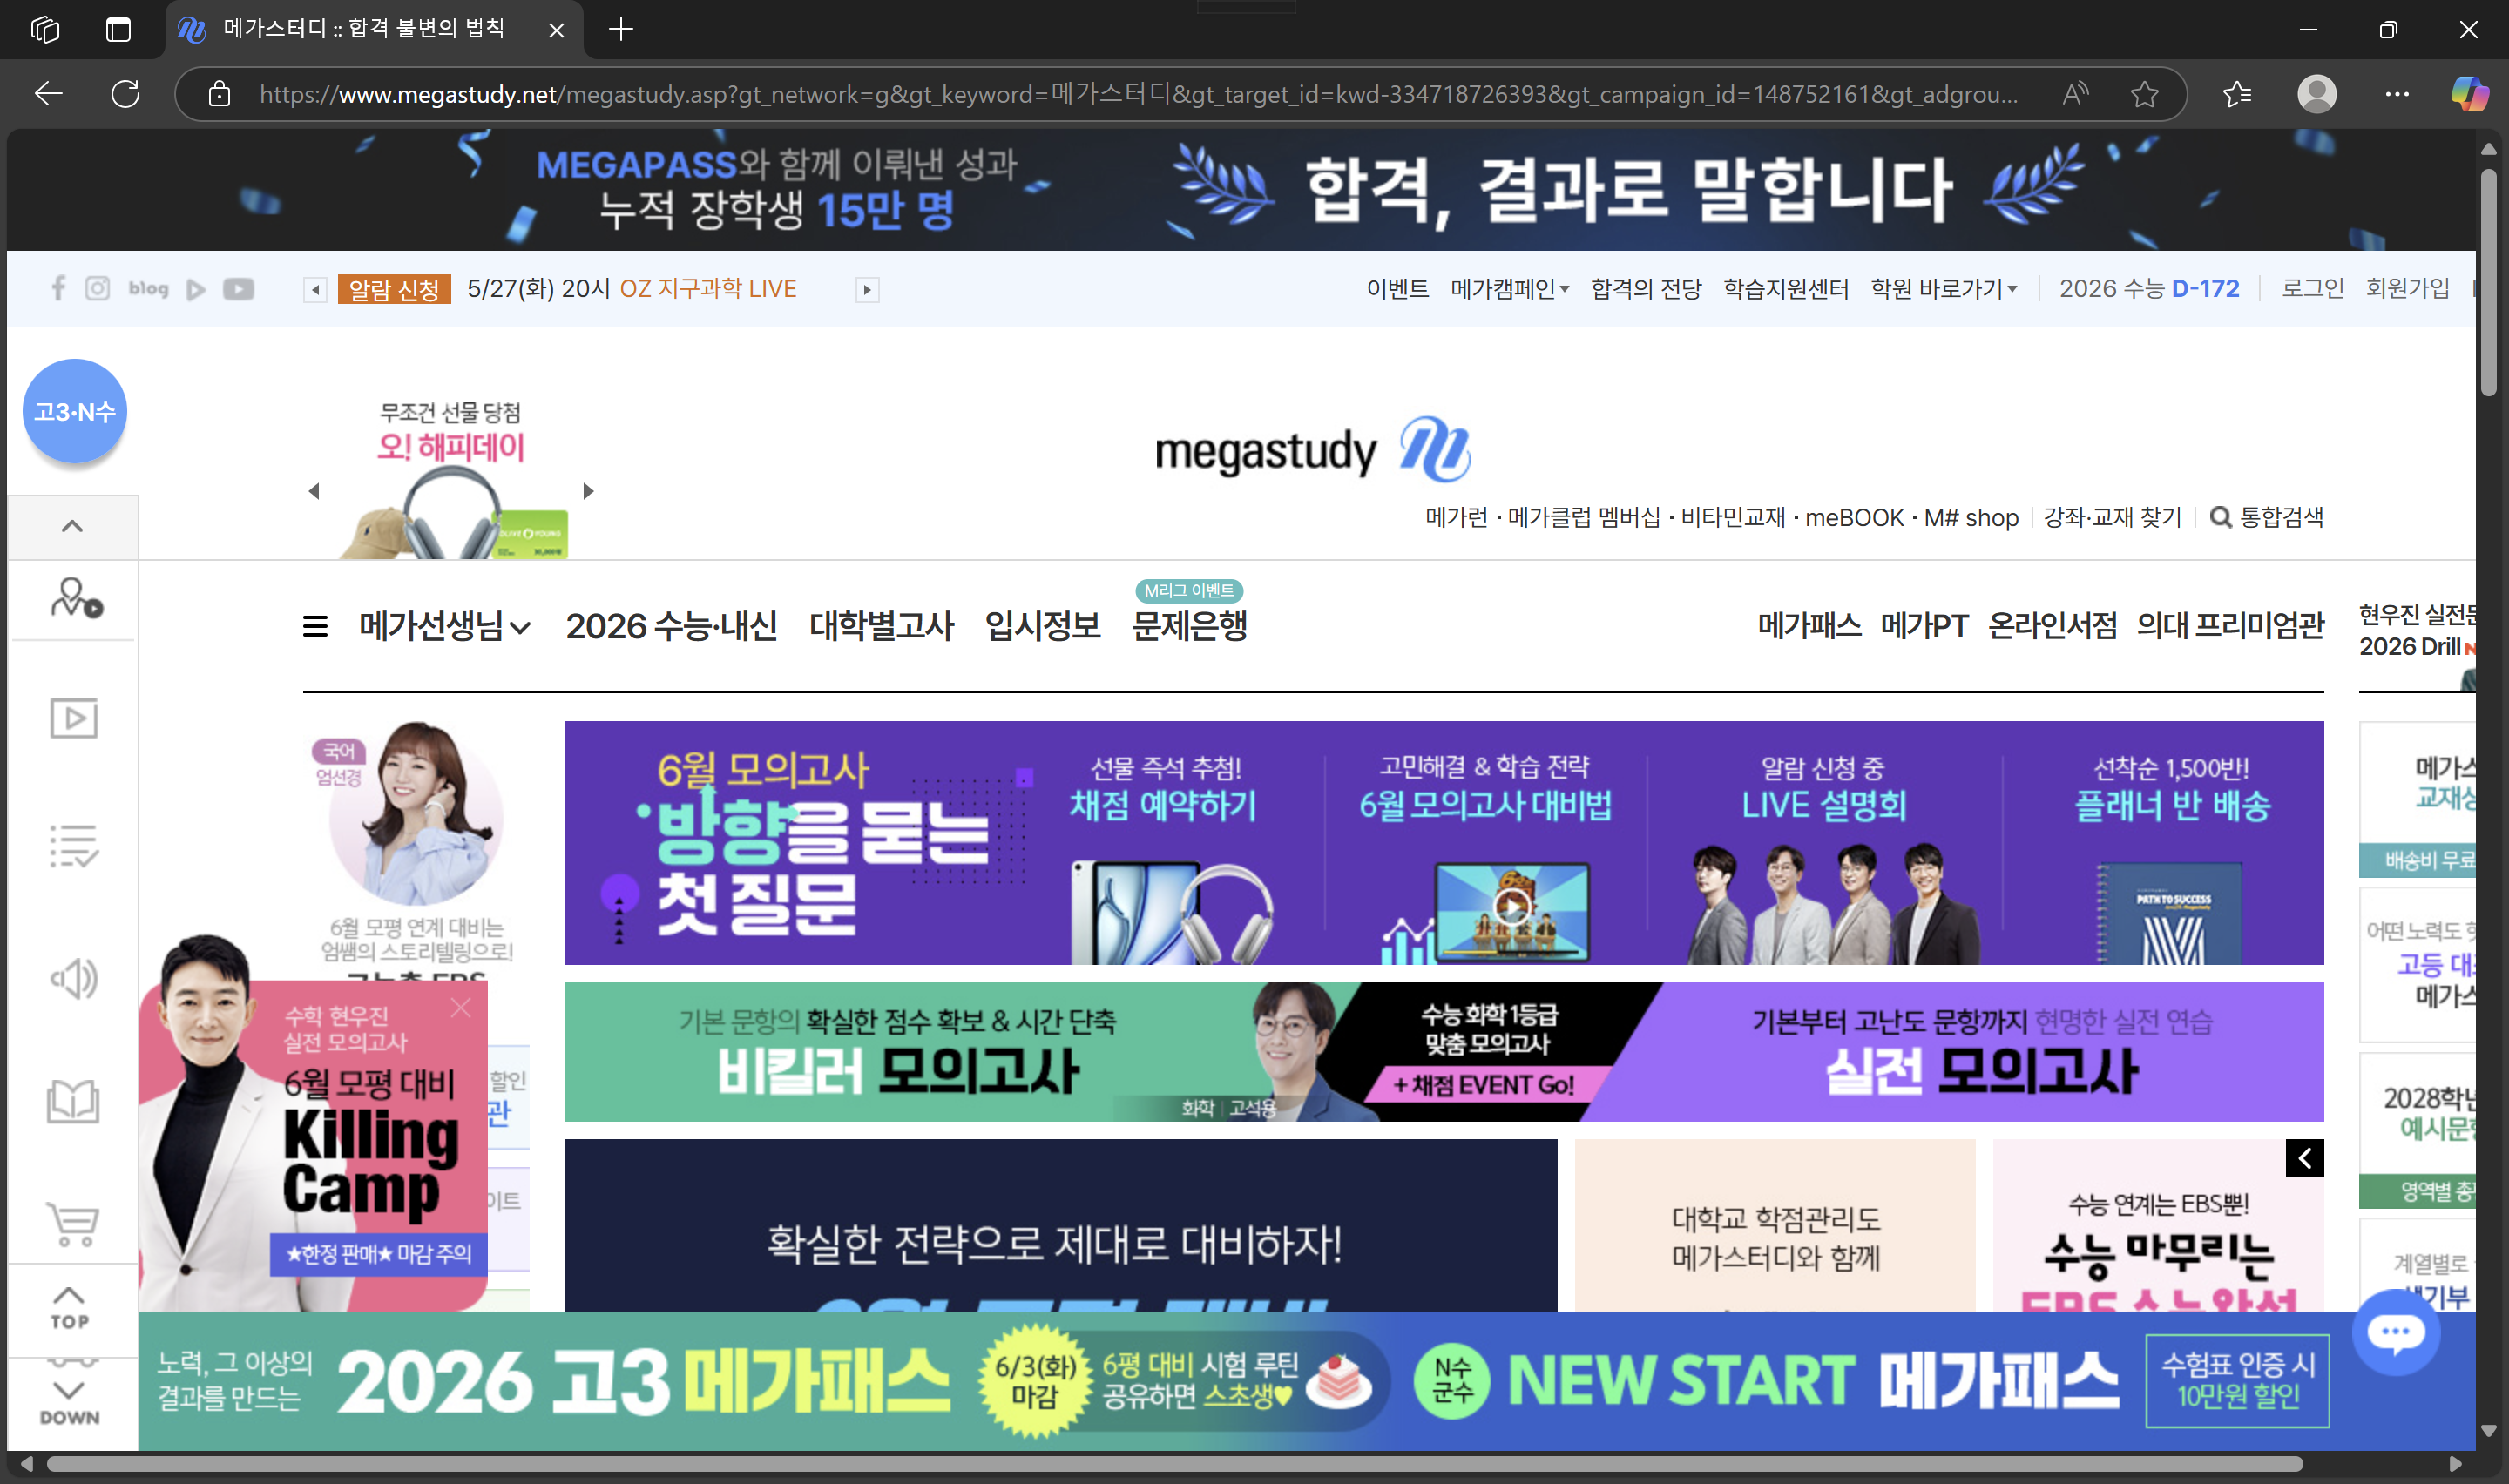 메가스터디 :: 합격 불변의 법칙
https://www.megastudy.net/megastudy.asp?gt_network=g&gt_keyword=메가스터디&gt_target_id=kwd-334718726393&gt_campaign_id=148752161&gt_adgrou...
MEGAPASS와 함께 이뤄낸 성과
누적 장학생 15만 명
합격, 결과로 말합니다
blog
알람 신청 5/27(화) 20시 OZ 지구과학 LIVE
이벤트 메가캠페인 합격의 전당 학습지원센터 학원 바로가기 2026 수능 D-172 로그인 회원가입
고3·N수
무조건 선물 당첨
오! 해피데이
OLIVE YOUNG
30,000원
megastudy
메가런·메가클럽 멤버십·비타민교재·meBOOK·M# shop 강좌·교재 찾기 통합검색
M리그 이벤트
메가선생님 2026 수능·내신 대학별고사 입시정보 문제은행
메가패스 메가PT 온라인서점 의대 프리미엄관
현우진 실전
2026 Drill
국어
엄선경
6월 모평 연계 대비는
엄쌤의 스토리텔링으로!
6월 모의고사
방향을 묻는
첫 질문
선물 즉석 추첨!
채점 예약하기
고민해결 & 학습 전략
6월 모의고사 대비법
알람 신청 중
LIVE 설명회
선착순 1,500반!
플래너 반 배송
PATH TO SUCCESS
메가스
교재상
배송비 무료
어떤 노력도 헛
고등 대
메가스
2028학년
예시문항
영역별 총
계열별로
생기부
기본 문항의 확실한 점수 확보 & 시간 단축
비킬러 모의고사
화학 | 고석용
수능 화학 1등급
맞춤 모의고사
+ 채점 EVENT Go!
기본부터 고난도 문항까지 현명한 실전 연습
실전 모의고사
수학 현우진
실전 모의고사
6월 모평 대비
Killing
Camp
★한정 판매★ 마감 주의
할인
관
이트
확실한 전략으로 제대로 대비하자!
6월 모평 대비
대학교 학점관리도
메가스터디와 함께
수능 연계는 EBS뿐!
수능 마무리는
EBS 수능완성
TOP
DOWN
노력, 그 이상의
결과를 만드는
2026 고3 메가패스
6/3(화)
마감
6평 대비 시험 루틴
공유하면 스초생♥
N수
군수
NEW START 메가패스
수험표 인증 시
10만원 할인